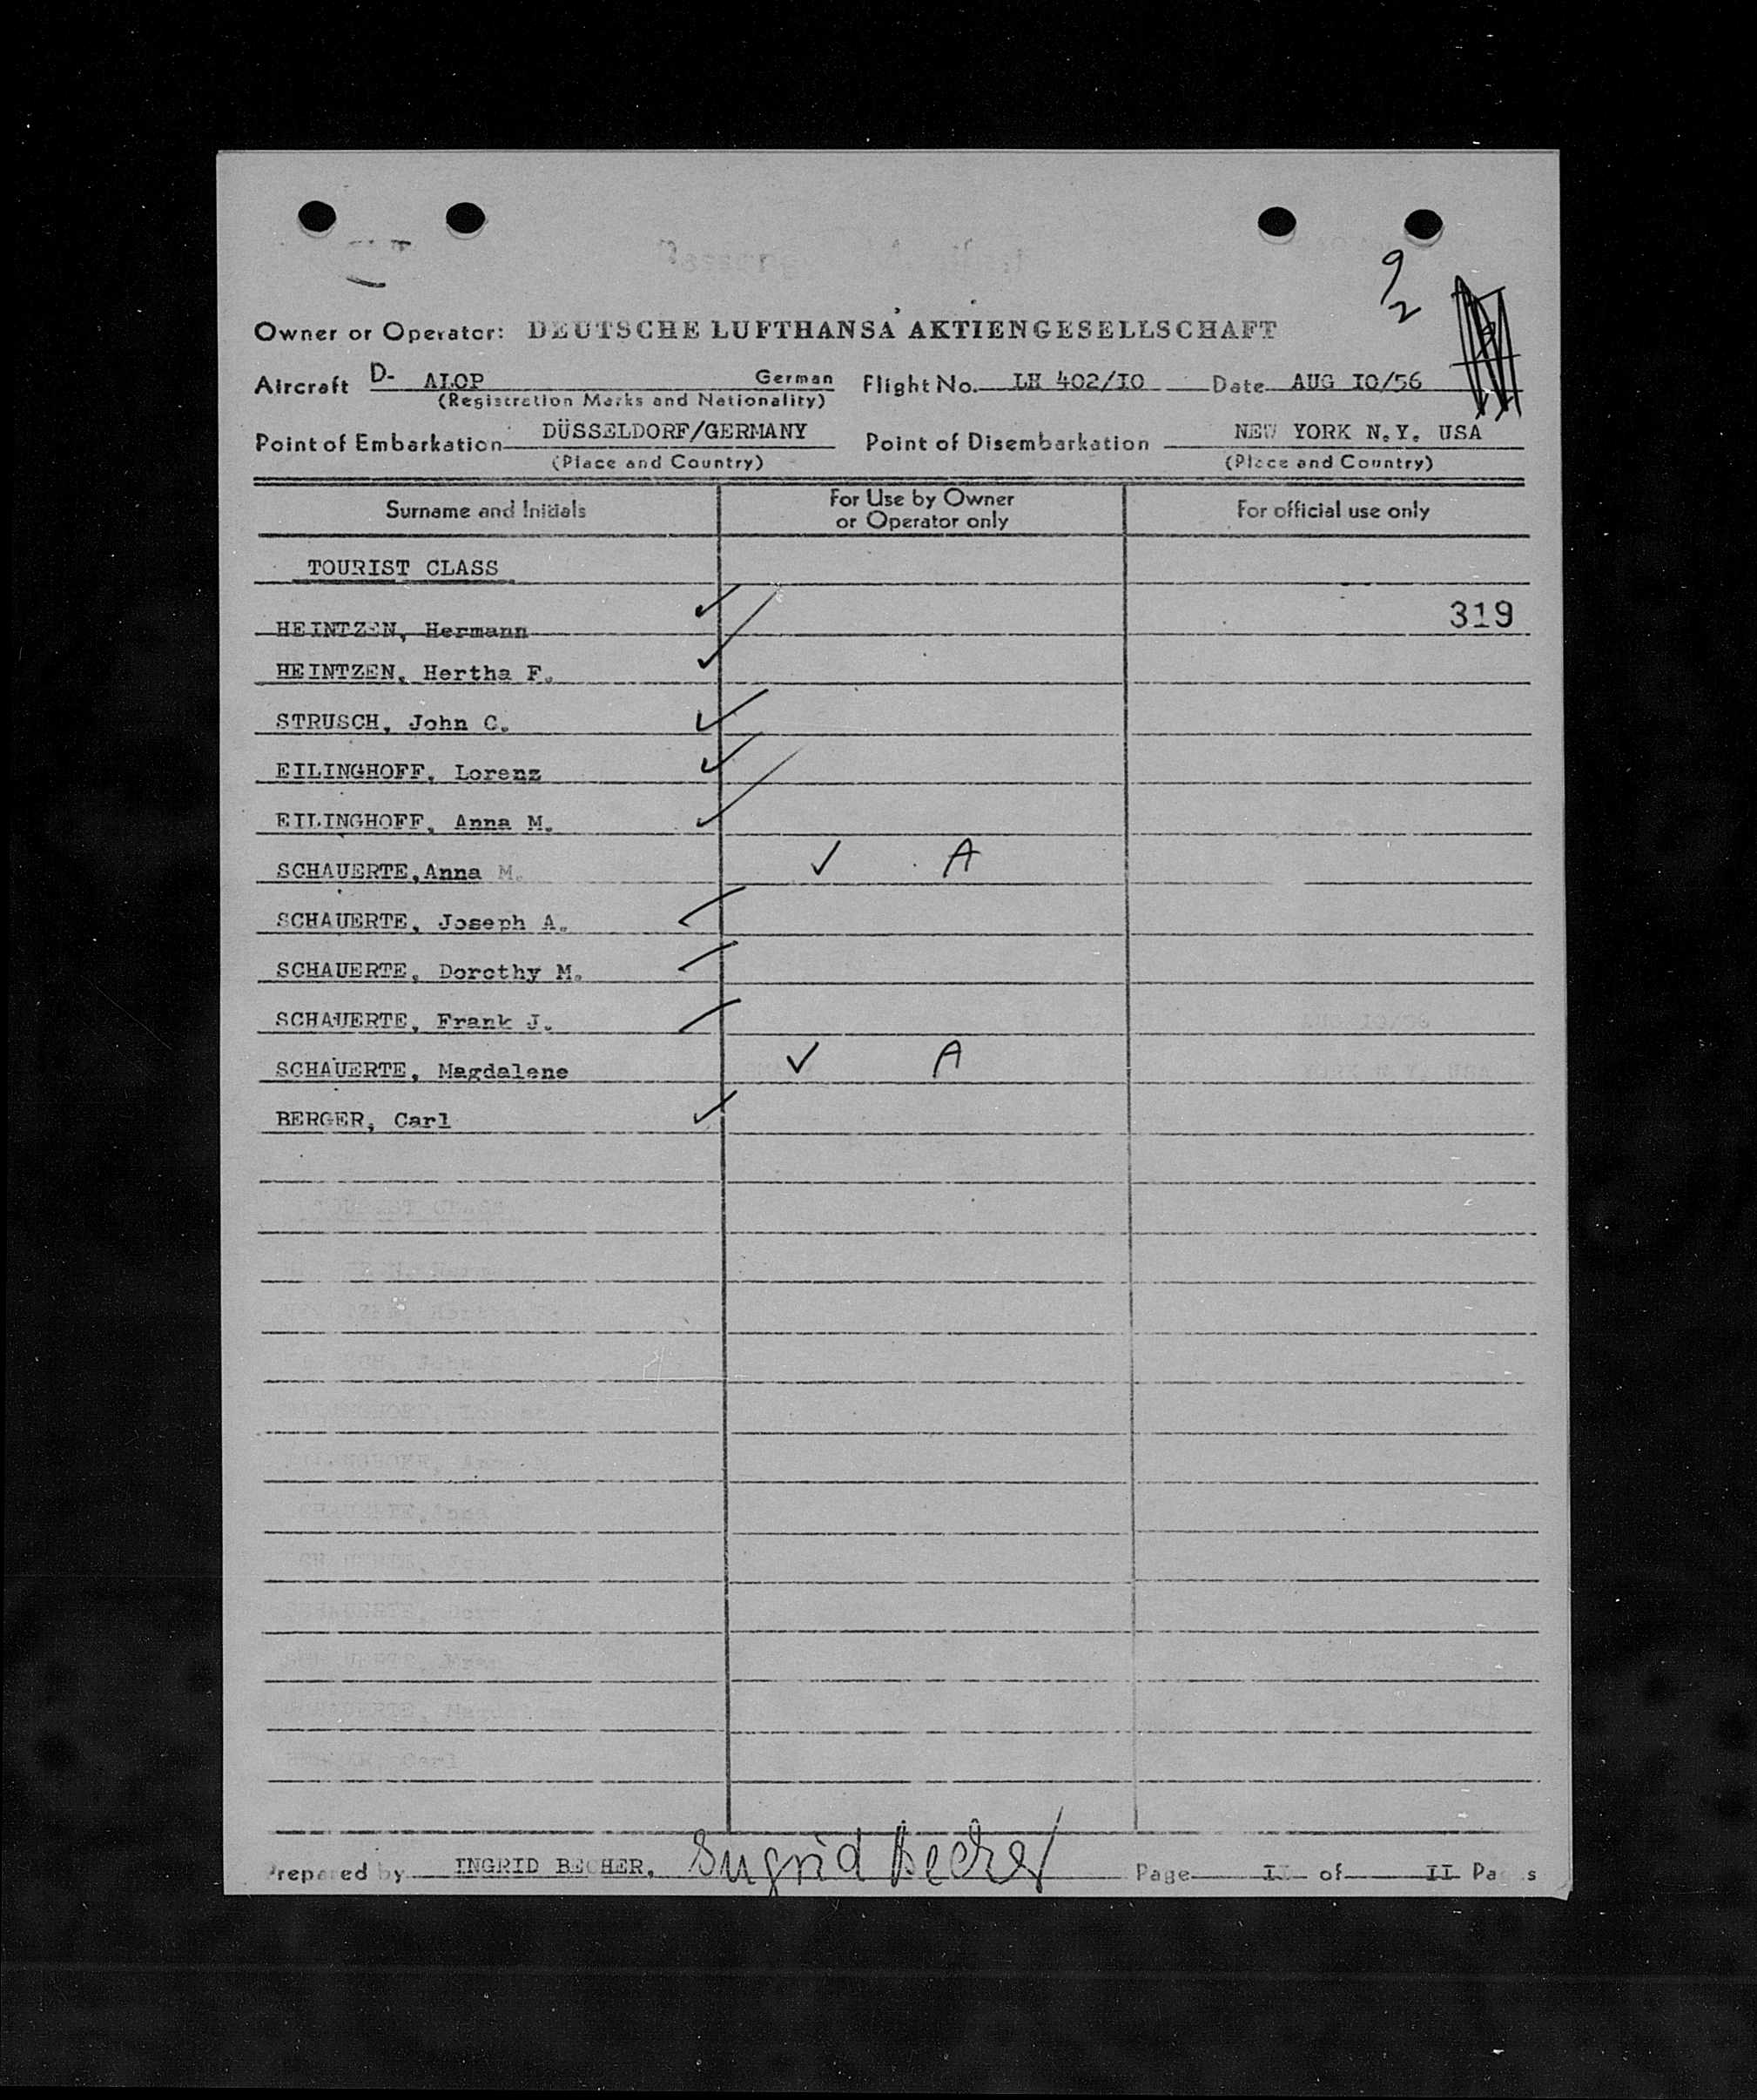 9
2
Owner or Operator: DEUTSCHE LUFTHANSA AKTIENGESELLSCHAFT
Aircraft D- ALOP German Flight No. LH 402/IO Date AUG IO/56
(Registration Marks and Nationality)
Point of Embarkation DÜSSELDORF/GERMANY Point of Disembarkation NEW YORK N.Y. USA
(Place and Country) (Place and Country)
Surname and Initials For Use by Owner or Operator only For official use only
TOURIST CLASS
HEINTZEN, Hermann 319
HEINTZEN, Hertha F.
STRUSCH, John C.
EILINGHOFF, Lorenz
EILINGHOFF, Anna M.
SCHAUERTE,Anna M. ✓ A
SCHAUERTE, Joseph A.
SCHAUERTE, Dorothy M.
SCHAUERTE, Frank J.
SCHAUERTE, Magdalene ✓ A
BERGER, Carl
Prepared by INGRID BECHER. Ingrid Becher Page II of II Pages